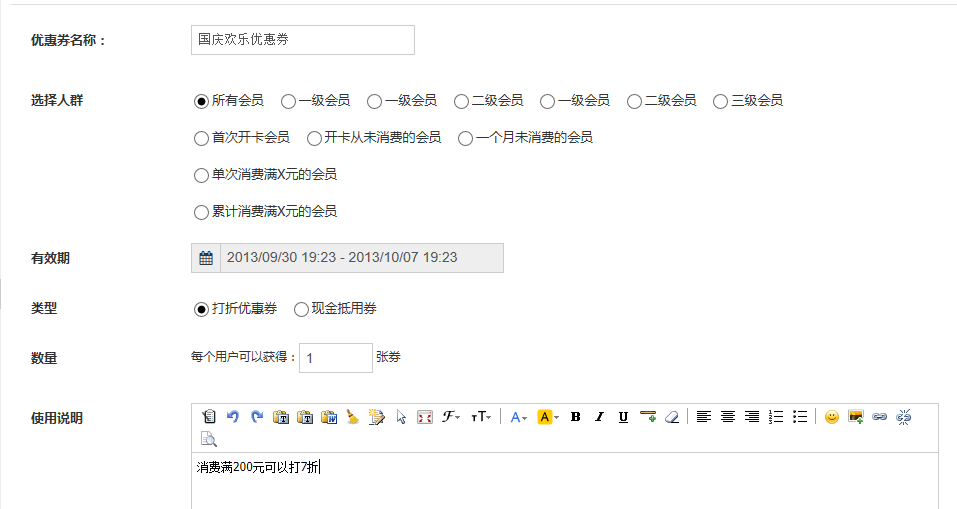 优惠券名称： 国庆欢乐优惠券
选择人群 所有会员 一级会员 一级会员 二级会员 一级会员 二级会员 三级会员
首次开卡会员 开卡从未消费的会员 一个月未消费的会员
单次消费满X元的会员
累计消费满X元的会员
有效期 2013/09/30 19:23 - 2013/10/07 19:23
类型 打折优惠券 现金抵用券
数量 每个用户可以获得： 1 张券
使用说明
消费满200元可以打7折